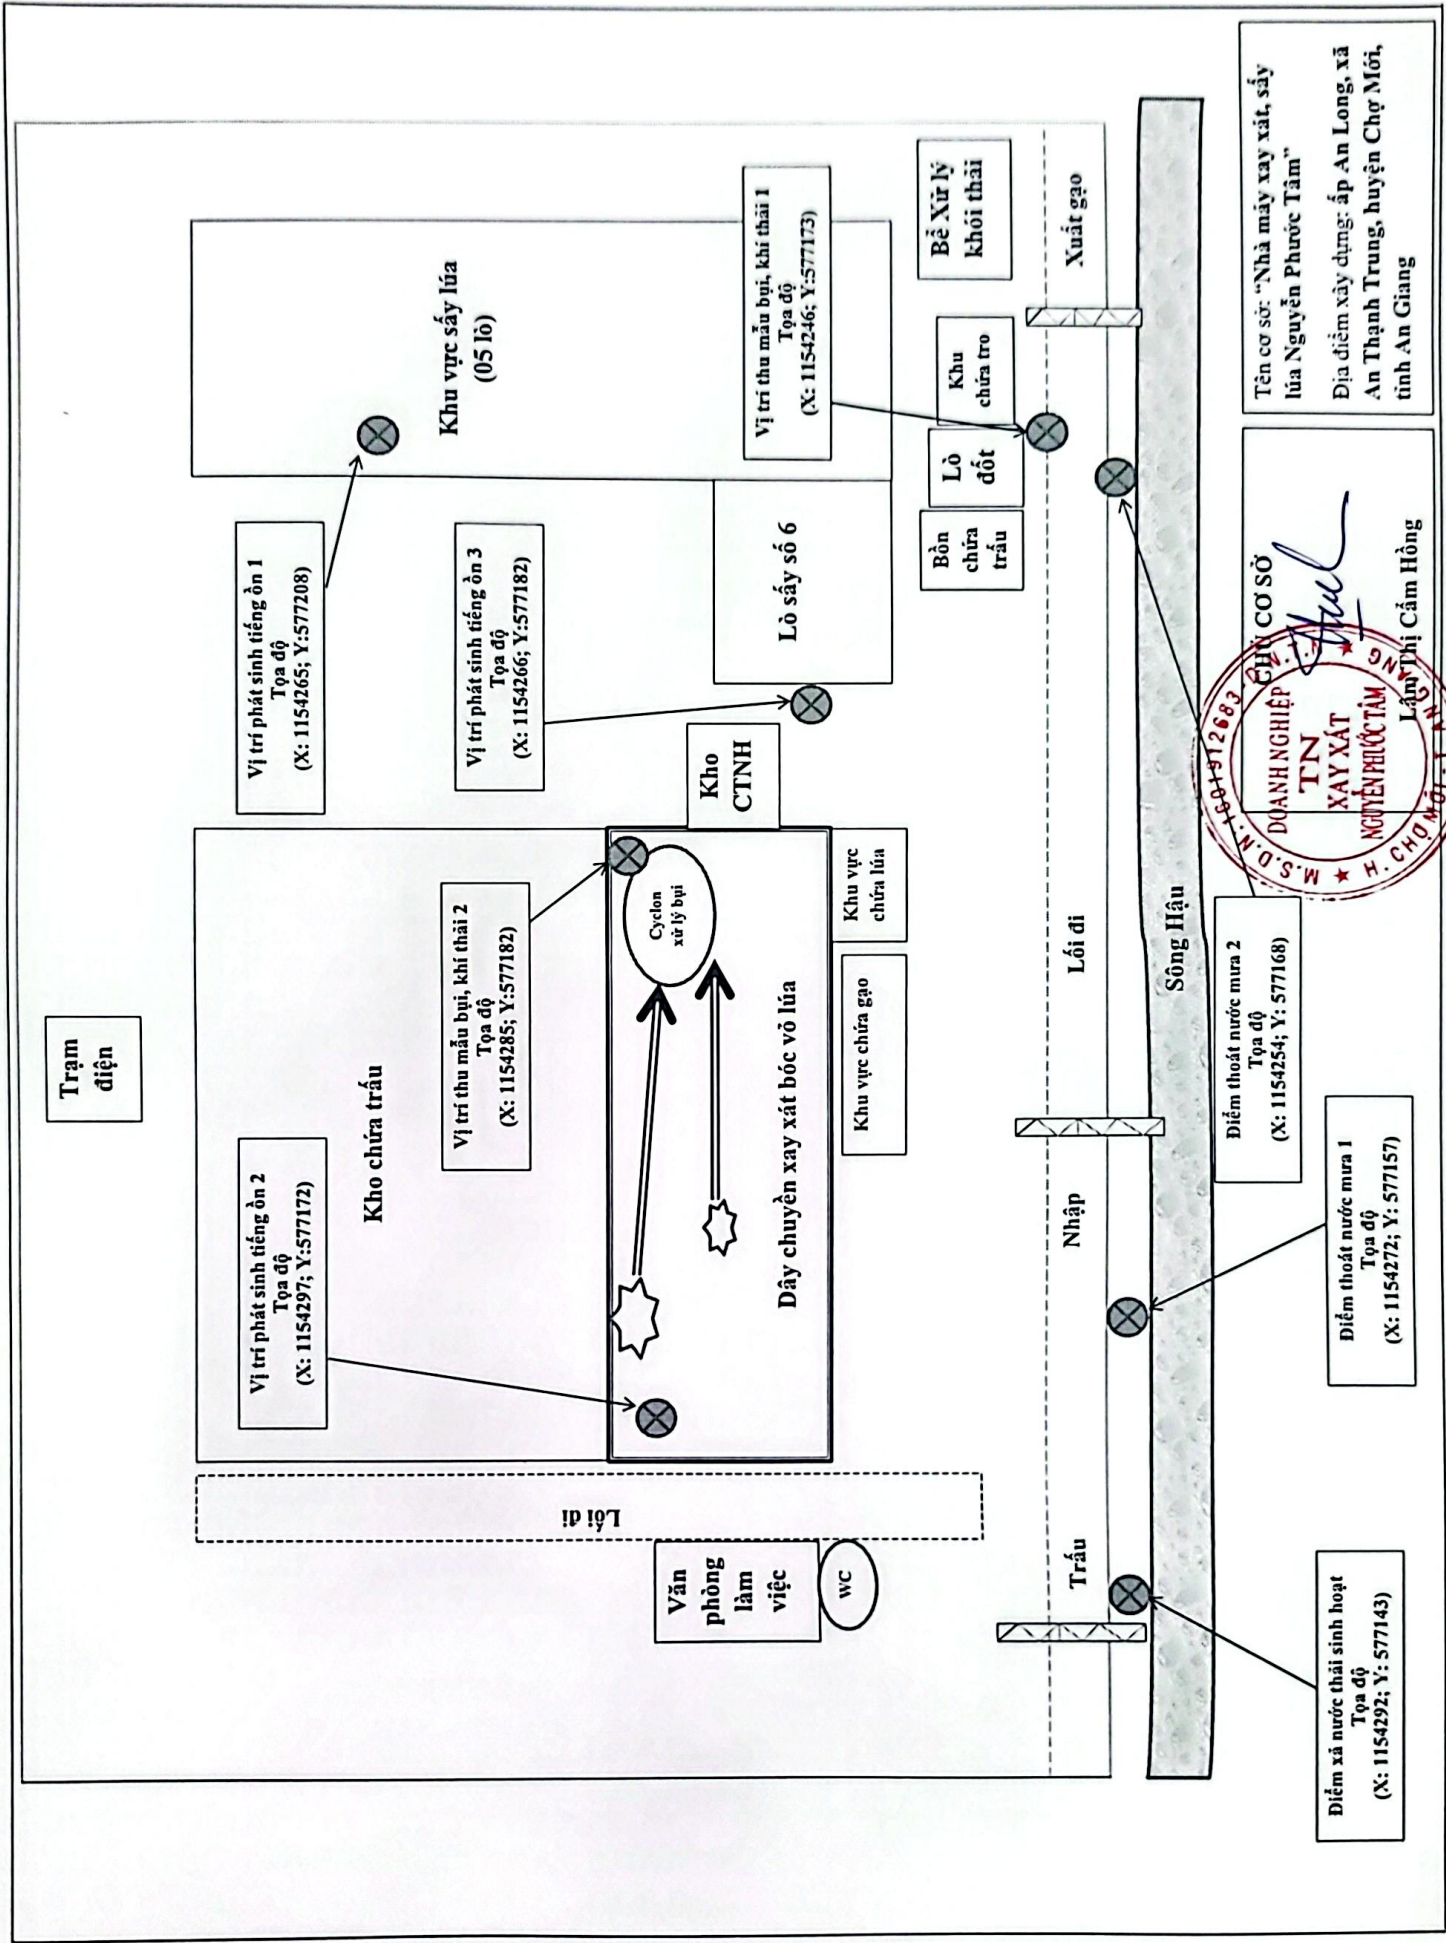 Trạm
điện
Vị trí phát sinh tiếng ồn 2
Tọa độ
(X: 1154297; Y:577172)
Kho chứa trấu
Vị trí thu mẫu bụi, khí thải 2
Tọa độ
(X: 1154285; Y:577182)
Vị trí phát sinh tiếng ồn 1
Tọa độ
(X: 1154265; Y:577208)
Vị trí phát sinh tiếng ồn 3
Tọa độ
(X: 1154266; Y:577182)
Khu vực sấy lúa
(05 lò)
Lối đi
Văn
phòng
làm
việc
WC
Cyclon
xử lý bụi
Dây chuyền xay xát bóc vỏ lúa
Kho
CTNH
Lò sấy số 6
Vị trí thu mẫu bụi, khí thải 1
Tọa độ
(X: 1154246; Y:577173)
Khu vực chứa gạo
Khu vực
chứa lúa
Bồn
chứa
trấu
Lò
đốt
Khu
chứa tro
Bể Xử lý
khói thải
Trấu
Nhập
Lối đi
Xuất gạo
Sông Hậu
Điểm xả nước thải sinh hoạt
Tọa độ
(X: 1154292; Y: 577143)
Điểm thoát nước mưa 1
Tọa độ
(X: 1154272; Y: 577157)
Điểm thoát nước mưa 2
Tọa độ
(X: 1154254; Y: 577168)
CHỦ CƠ SỞ
M.S.D.N: 1601912683 - D.N.T.N
DOANH NGHIỆP
TN
XAY XÁT
NGUYỄN PHƯỚC TÂM
H. CHỢ MỚI - T. AN GIANG
Lâm Thị Cẩm Hồng
Tên cơ sở: “Nhà máy xay xát, sấy
lúa Nguyễn Phước Tâm”
Địa điểm xây dựng: ấp An Long, xã
An Thạnh Trung, huyện Chợ Mới,
tỉnh An Giang